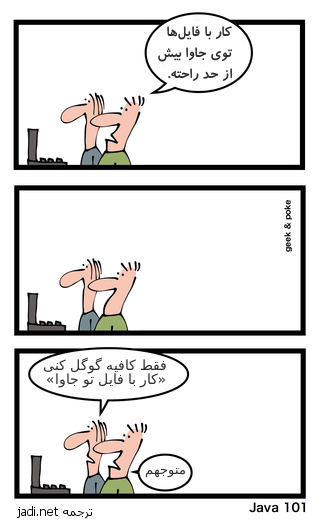 کار با فایل‌ها
توی جاوا بیش
از حد راحته.
geek & poke
فقط کافیه گوگل کنی
«کار با فایل تو جاوا»
متوجهم
ترجمه jadi.net
Java 101